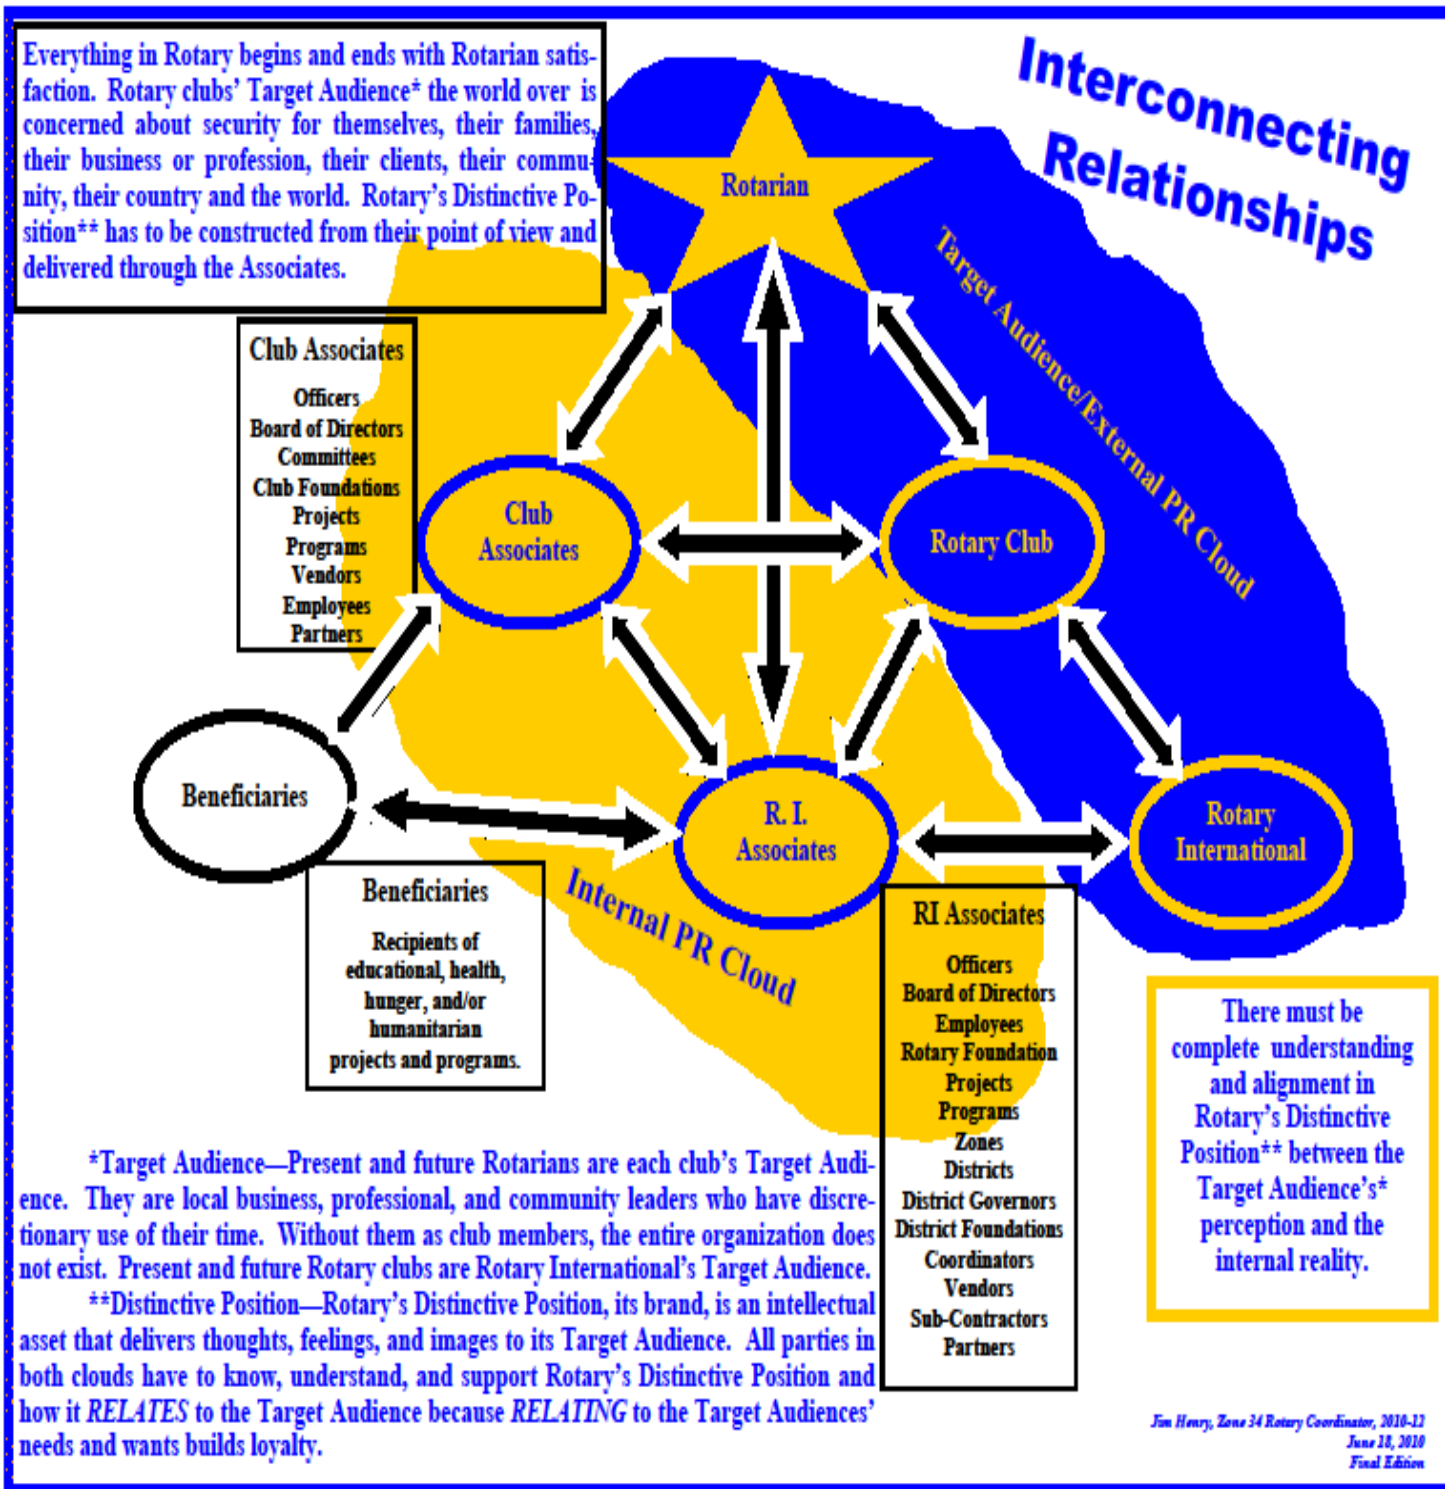 Everything in Rotary begins and ends with Rotarian satis-
faction. Rotary clubs' Target Audience* the world over is
concerned about security for themselves, their families,
their business or profession, their clients, their commu-
nity, their country and the world. Rotary's Distinctive Po-
sition** has to be constructed from their point of view and
delivered through the Associates.
Interconnecting
Relationships
Rotarian
Target Audience/External PR Cloud
Club Associates
Officers
Board of Directors
Committees
Club Foundations
Projects
Programs
Vendors
Employees
Partners
Club
Associates
Rotary Club
Beneficiaries
R. I.
Associates
Rotary
International
Internal PR Cloud
Beneficiaries
Recipients of
educational, health,
hunger, and/or
humanitarian
projects and programs.
RI Associates
Officers
Board of Directors
Employees
Rotary Foundation
Projects
Programs
Zones
Districts
District Governors
District Foundations
Coordinators
Vendors
Sub-Contractors
Partners
There must be
complete understanding
and alignment in
Rotary's Distinctive
Position** between the
Target Audience's*
perception and the
internal reality.
*Target Audience—Present and future Rotarians are each club's Target Audi-
ence. They are local business, professional, and community leaders who have discre-
tionary use of their time. Without them as club members, the entire organization does
not exist. Present and future Rotary clubs are Rotary International's Target Audience.
**Distinctive Position—Rotary's Distinctive Position, its brand, is an intellectual
asset that delivers thoughts, feelings, and images to its Target Audience. All parties in
both clouds have to know, understand, and support Rotary's Distinctive Position and
how it RELATES to the Target Audience because RELATING to the Target Audiences'
needs and wants builds loyalty.
Jim Henry, Zone 34 Rotary Coordinator, 2010-12
June 18, 2010
Final Edition